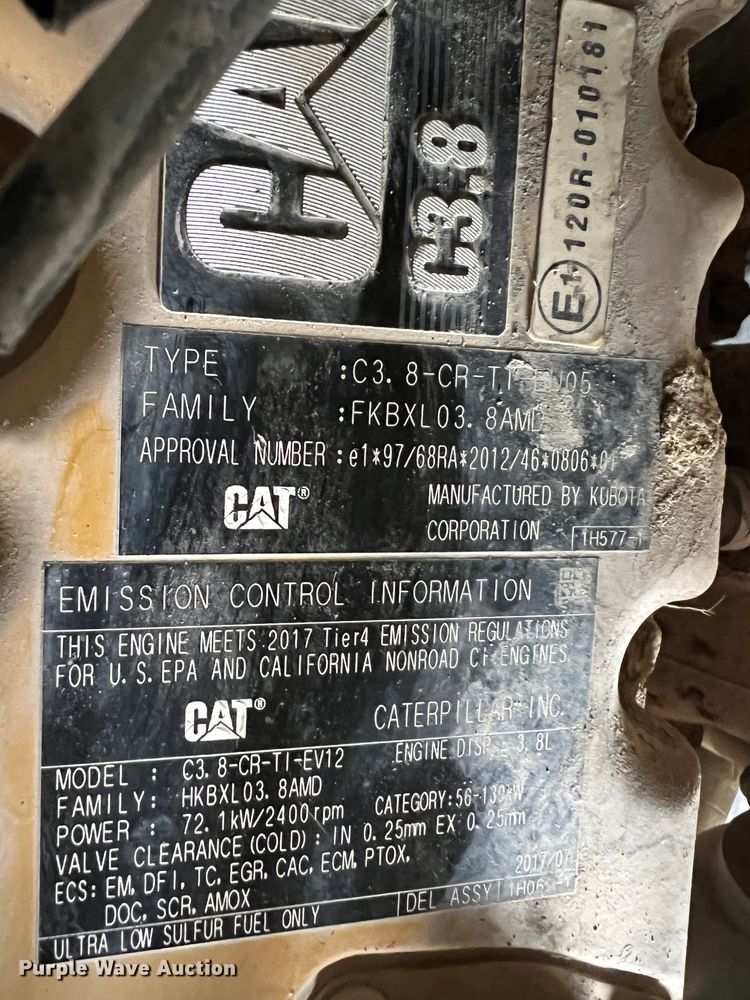 CAT
C3.8
E1 120R-010181
TYPE :C3.8-CR-TI-EV05
FAMILY :FKBXL03.8AMD
APPROVAL NUMBER :e1*97/68RA*2012/46*0806*01
CAT®
MANUFACTURED BY KUBOTA
CORPORATION
1H577-1
EMISSION CONTROL INFORMATION
THIS ENGINE MEETS 2017 Tier4 EMISSION REGULATIONS
FOR U.S.EPA AND CALIFORNIA NONROAD CI ENGINES
CAT® CATERPILLAR INC.
MODEL : C3.8-CR-TI-EV12 ENGINE DISP.: 3.8L
FAMILY: HKBXL03.8AMD
POWER : 72.1kW/2400rpm CATEGORY:56-130kW
VALVE CLEARANCE(COLD): IN 0.25mm EX 0.25mm
ECS: EM, DFI, TC, EGR, CAC, ECM, PTOX, 2017/07
DOC, SCR, AMOX
ULTRA LOW SULFUR FUEL ONLY DEL ASSY
Purple Wave Auction